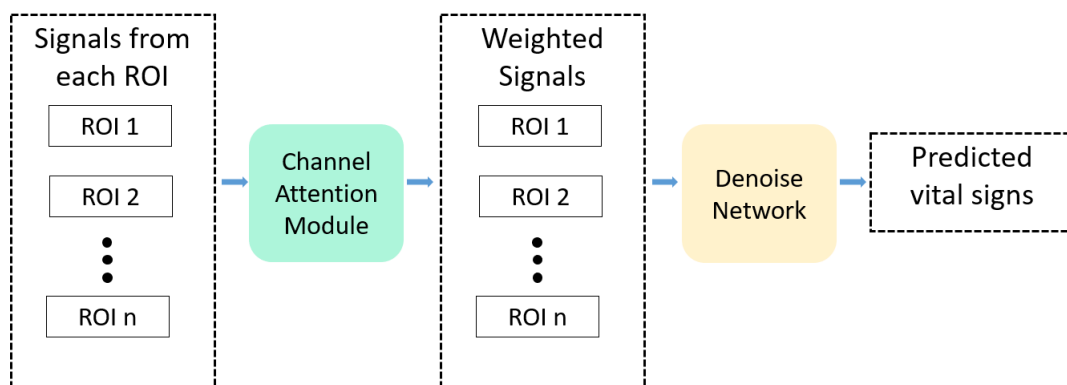 Signals from
each ROI
ROI 1
ROI 2
ROI n
Channel
Attention
Module
Weighted
Signals
ROI 1
ROI 2
ROI n
Denoise
Network
Predicted
vital signs